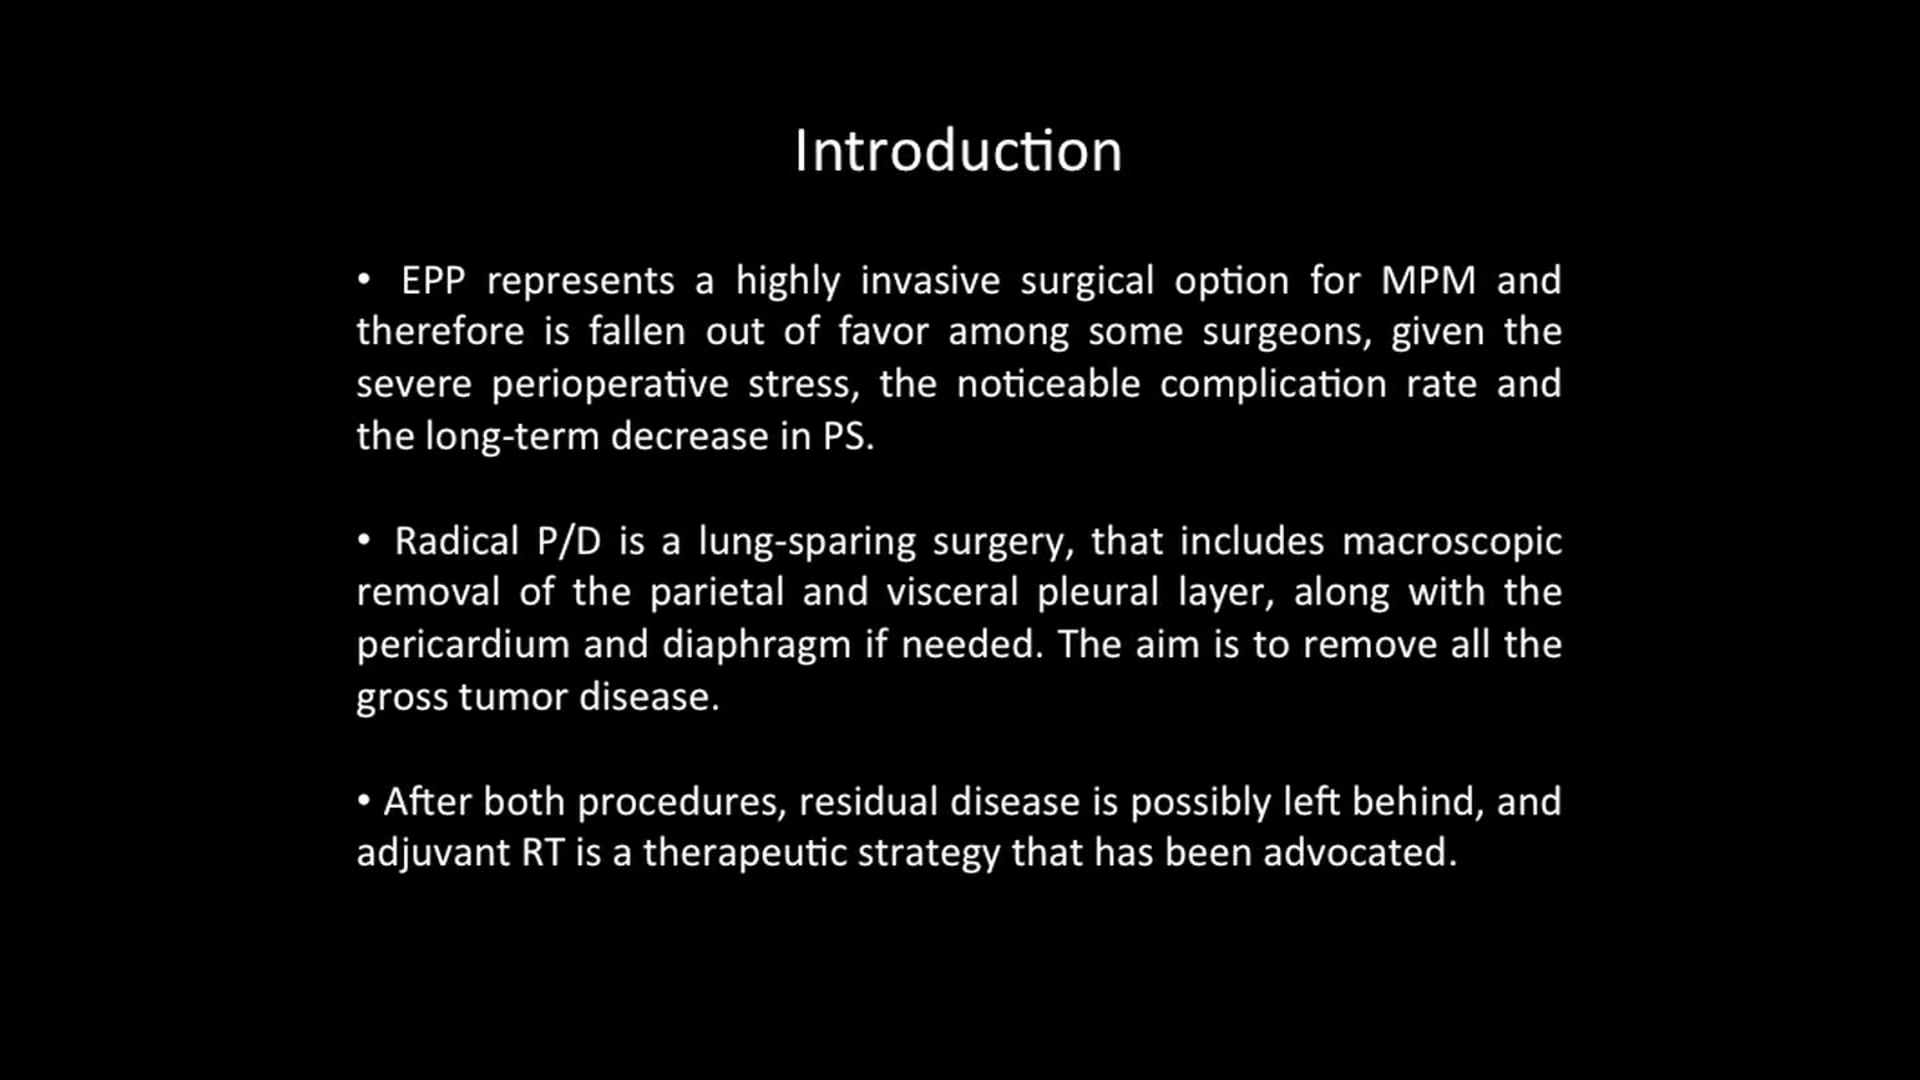 Introduction
• EPP represents a highly invasive surgical option for MPM and
therefore is fallen out of favor among some surgeons, given the
severe perioperative stress, the noticeable complication rate and
the long-term decrease in PS.
• Radical P/D is a lung-sparing surgery, that includes macroscopic
removal of the parietal and visceral pleural layer, along with the
pericardium and diaphragm if needed. The aim is to remove all the
gross tumor disease.
• After both procedures, residual disease is possibly left behind, and
adjuvant RT is a therapeutic strategy that has been advocated.